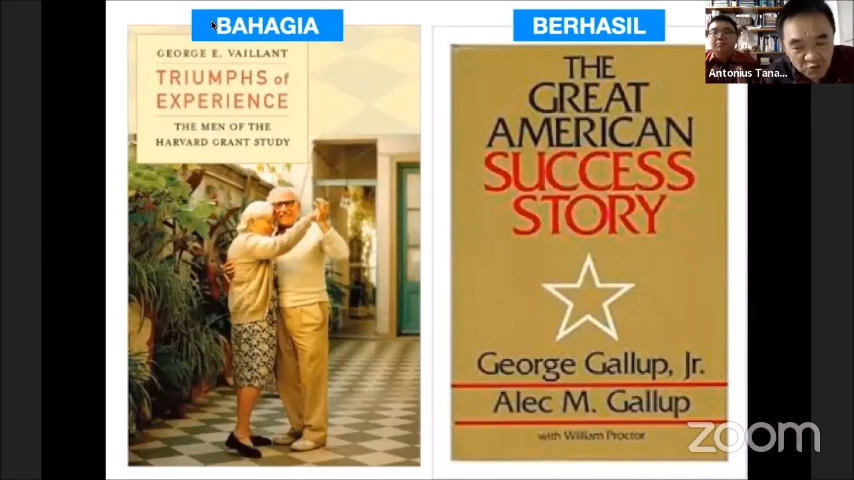 BAHAGIA
GEORGE E. VAILLANT
TRIUMPHS of
EXPERIENCE
THE MEN OF THE
HARVARD GRANT STUDY
BERHASIL
THE
GREAT
AMERICAN
SUCCESS
STORY
George Gallup, Jr.
Alec M. Gallup
with William Proctor
Antonius Tana...
zoom